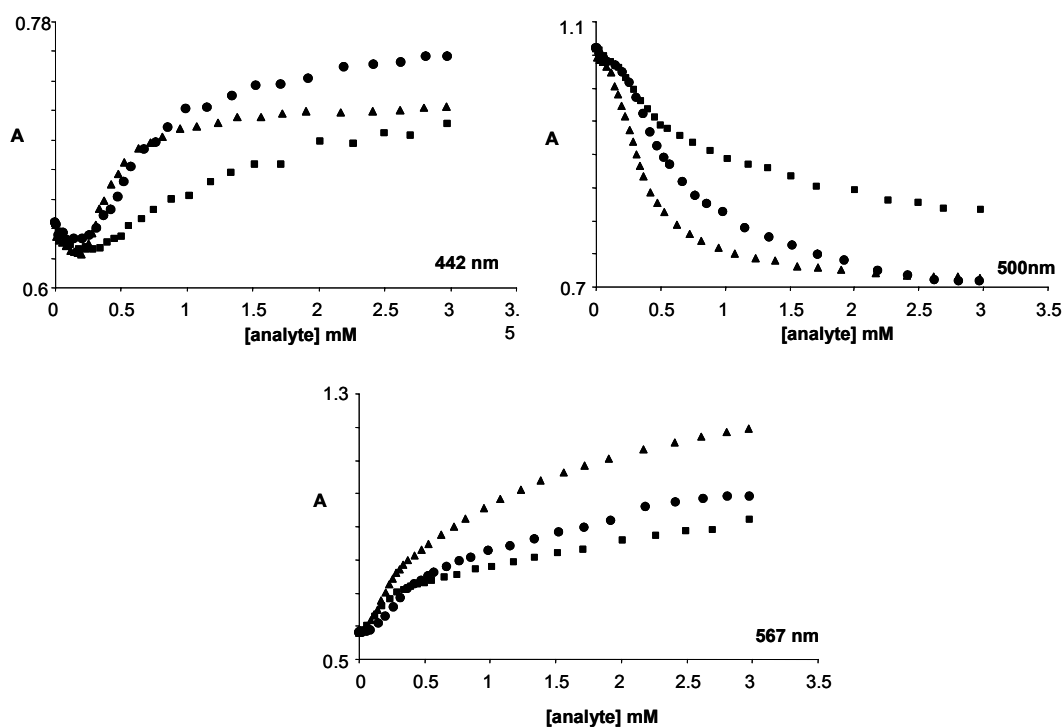 0.78
A
442 nm
0.6
0 0.5 1 1.5 2 2.5 3 3.
5
[analyte] mM
1.1
A
500nm
0.7
0 0.5 1 1.5 2 2.5 3 3.5
[analyte] mM
1.3
A
567 nm
0.5
0 0.5 1 1.5 2 2.5 3 3.5
[analyte] mM